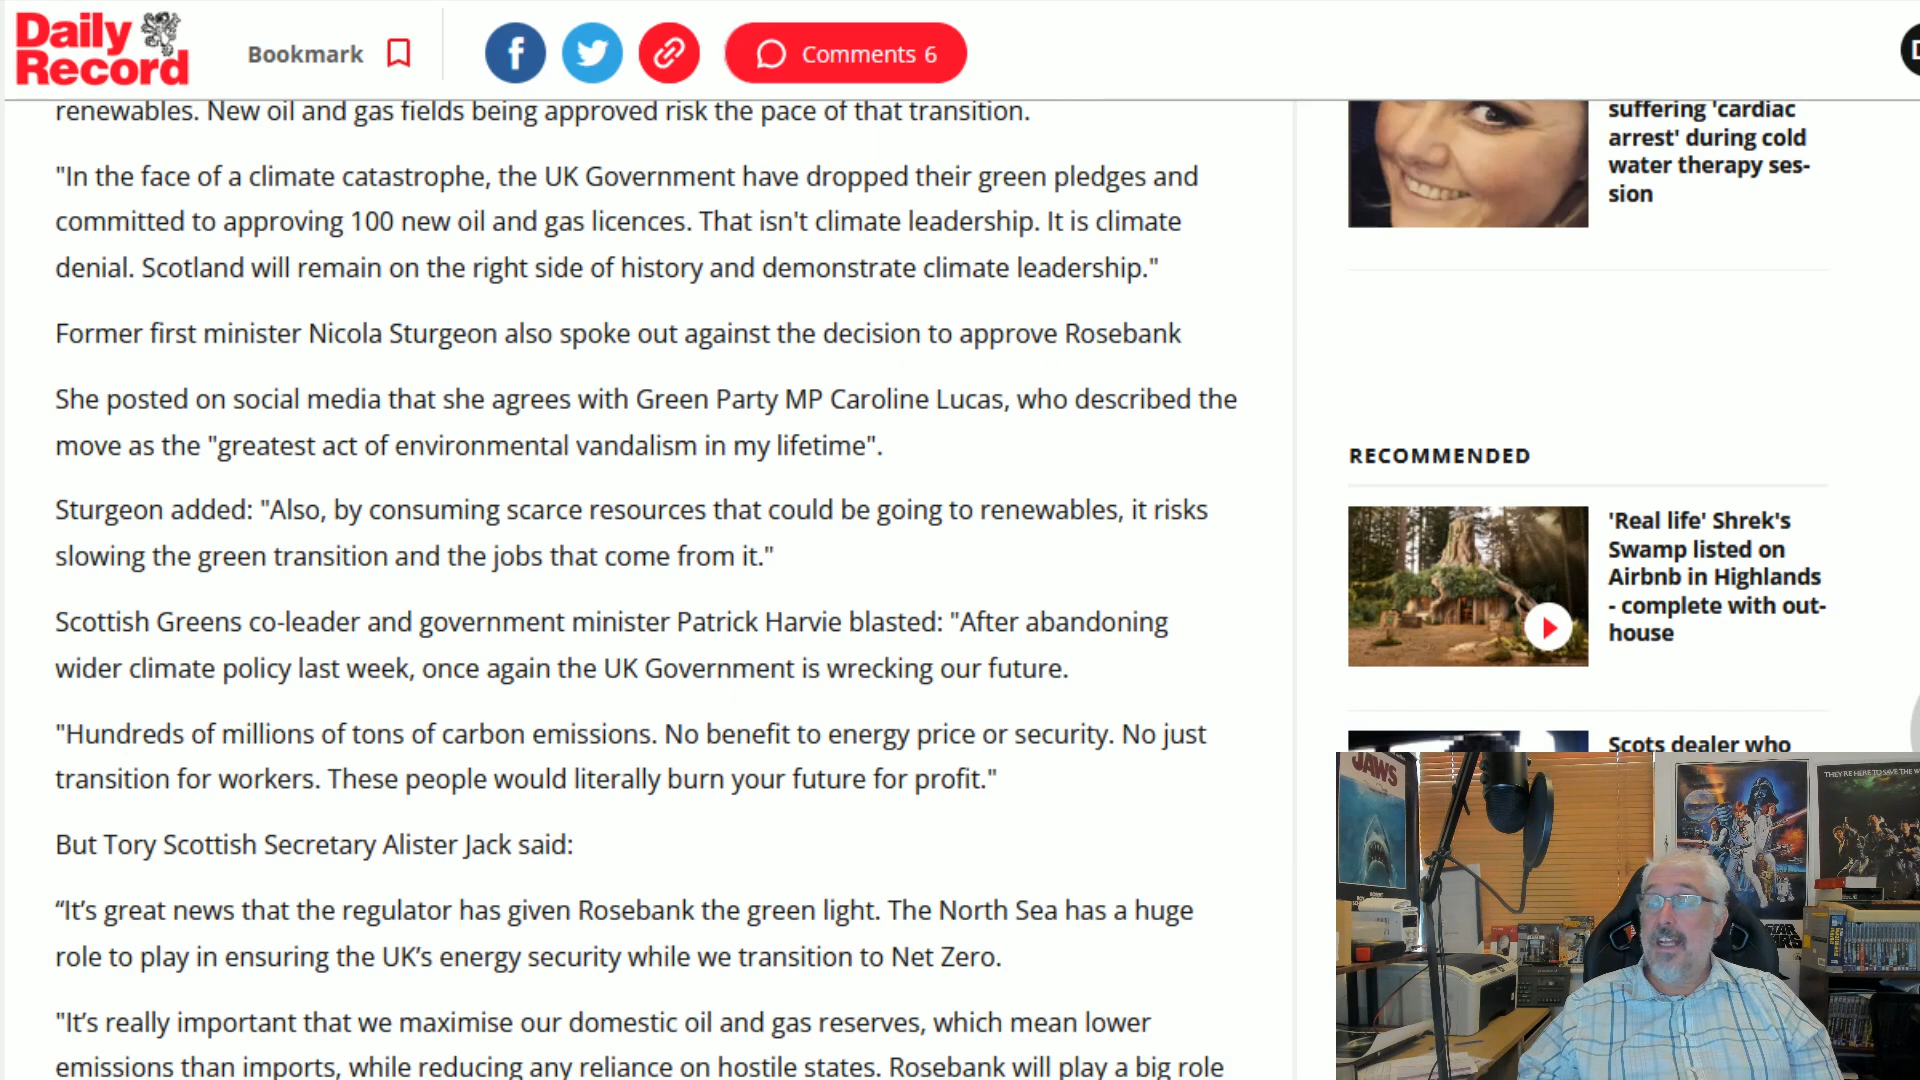 Daily
Record
Bookmark
Comments 6
renewables. New oil and gas fields being approved risk the pace of that transition.
"In the face of a climate catastrophe, the UK Government have dropped their green pledges and
committed to approving 100 new oil and gas licences. That isn't climate leadership. It is climate
denial. Scotland will remain on the right side of history and demonstrate climate leadership."
Former first minister Nicola Sturgeon also spoke out against the decision to approve Rosebank
She posted on social media that she agrees with Green Party MP Caroline Lucas, who described the
move as the "greatest act of environmental vandalism in my lifetime".
Sturgeon added: "Also, by consuming scarce resources that could be going to renewables, it risks
slowing the green transition and the jobs that come from it."
Scottish Greens co-leader and government minister Patrick Harvie blasted: "After abandoning
wider climate policy last week, once again the UK Government is wrecking our future.
"Hundreds of millions of tons of carbon emissions. No benefit to energy price or security. No just
transition for workers. These people would literally burn your future for profit."
But Tory Scottish Secretary Alister Jack said:
“It’s great news that the regulator has given Rosebank the green light. The North Sea has a huge
role to play in ensuring the UK’s energy security while we transition to Net Zero.
"It’s really important that we maximise our domestic oil and gas reserves, which mean lower
emissions than imports, while reducing any reliance on hostile states. Rosebank will play a big role
suffering 'cardiac
arrest' during cold
water therapy ses-
sion
RECOMMENDED
'Real life' Shrek's
Swamp listed on
Airbnb in Highlands
- complete with out-
house
Scots dealer who
JAWS
THEY'RE HERE TO SAVE THE W
STAR
WARS